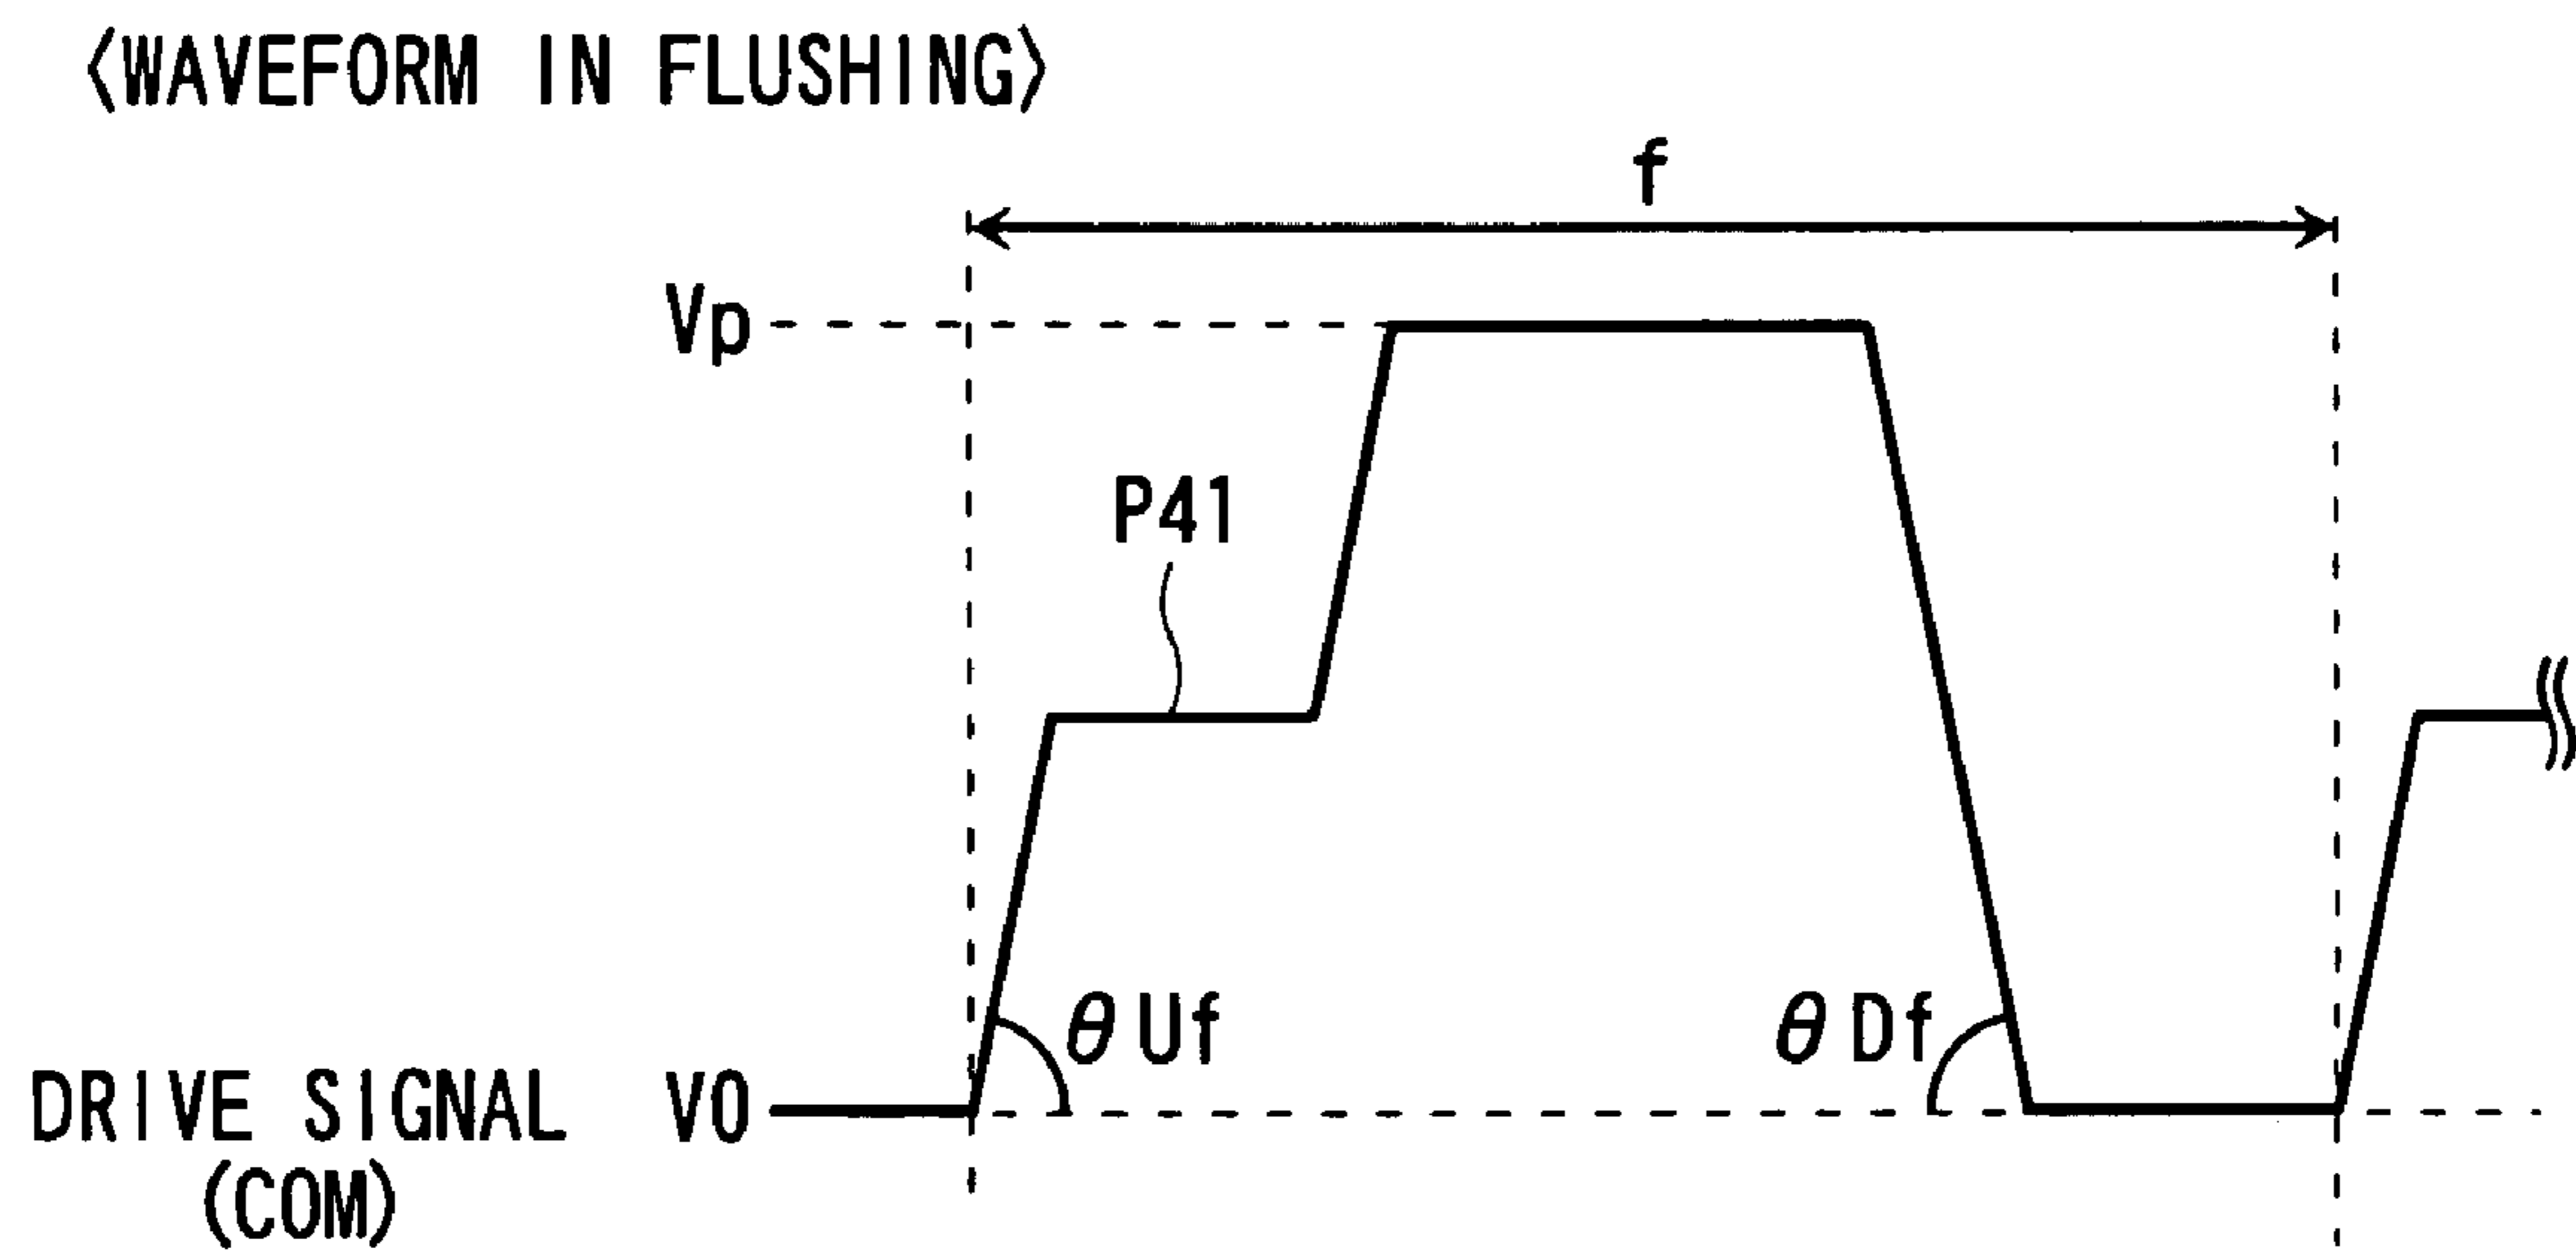 〈WAVEFORM IN FLUSHING〉
f
Vp
P41
θUf
θDf
DRIVE SIGNAL V0
(COM)